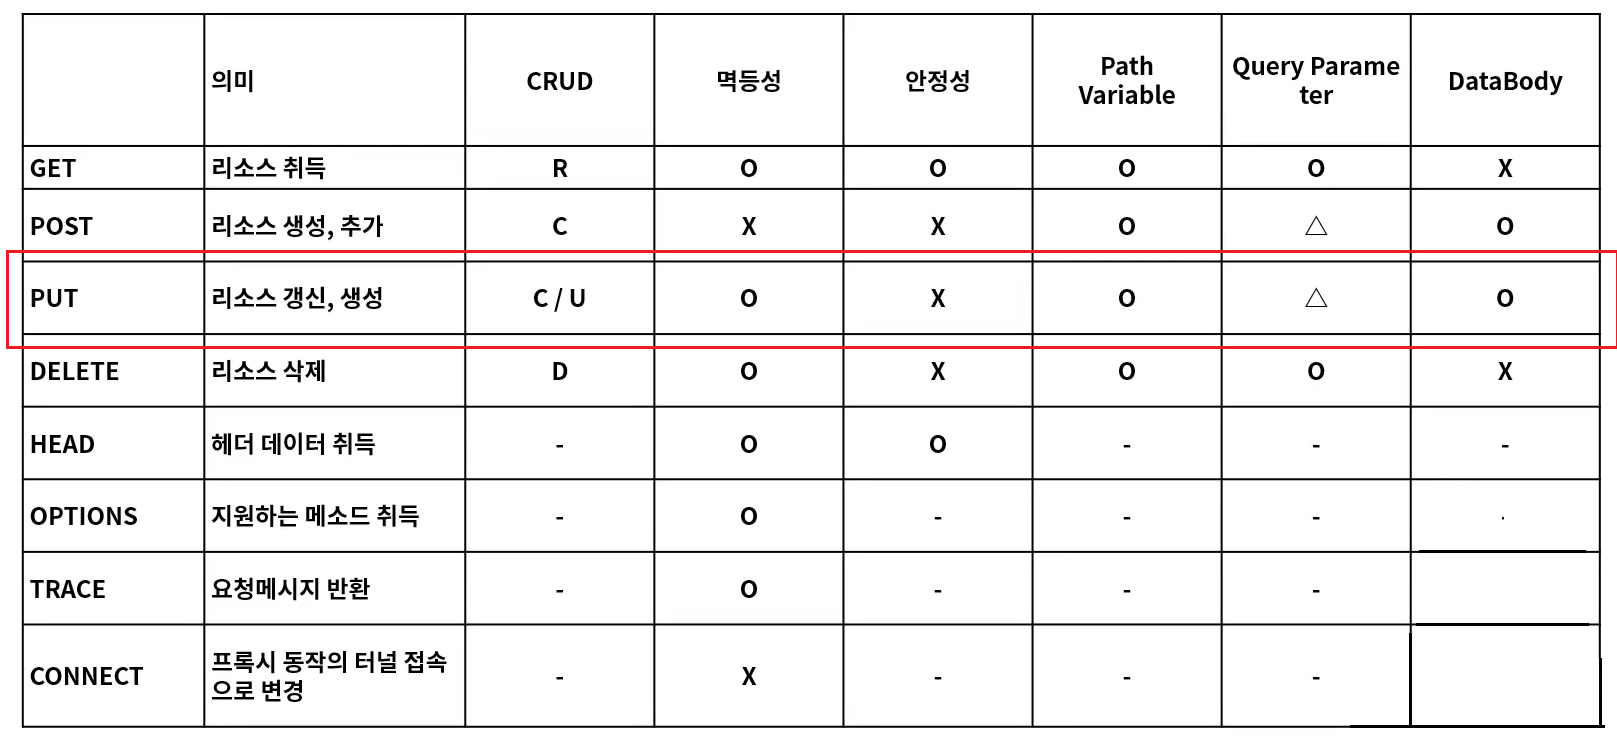 의미 CRUD 멱등성 안정성 Path Variable Query Parameter DataBody
GET 리소스 취득 R O O O O X
POST 리소스 생성, 추가 C X X O △ O
PUT 리소스 갱신, 생성 C / U O X O △ O
DELETE 리소스 삭제 D O X O O X
HEAD 헤더 데이터 취득 - O O - - -
OPTIONS 지원하는 메소드 취득 - O - - - ·
TRACE 요청메시지 반환 - O - - -
CONNECT 프록시 동작의 터널 접속으로 변경 - X - - -